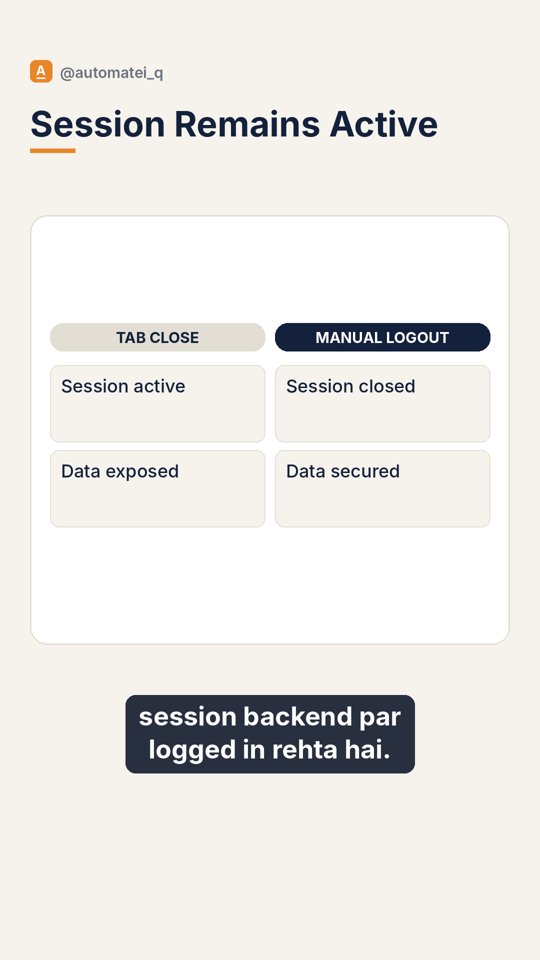 A
@automatei_q
Session Remains Active
TAB CLOSE
MANUAL LOGOUT
Session active
Session closed
Data exposed
Data secured
session backend par
logged in rehta hai.